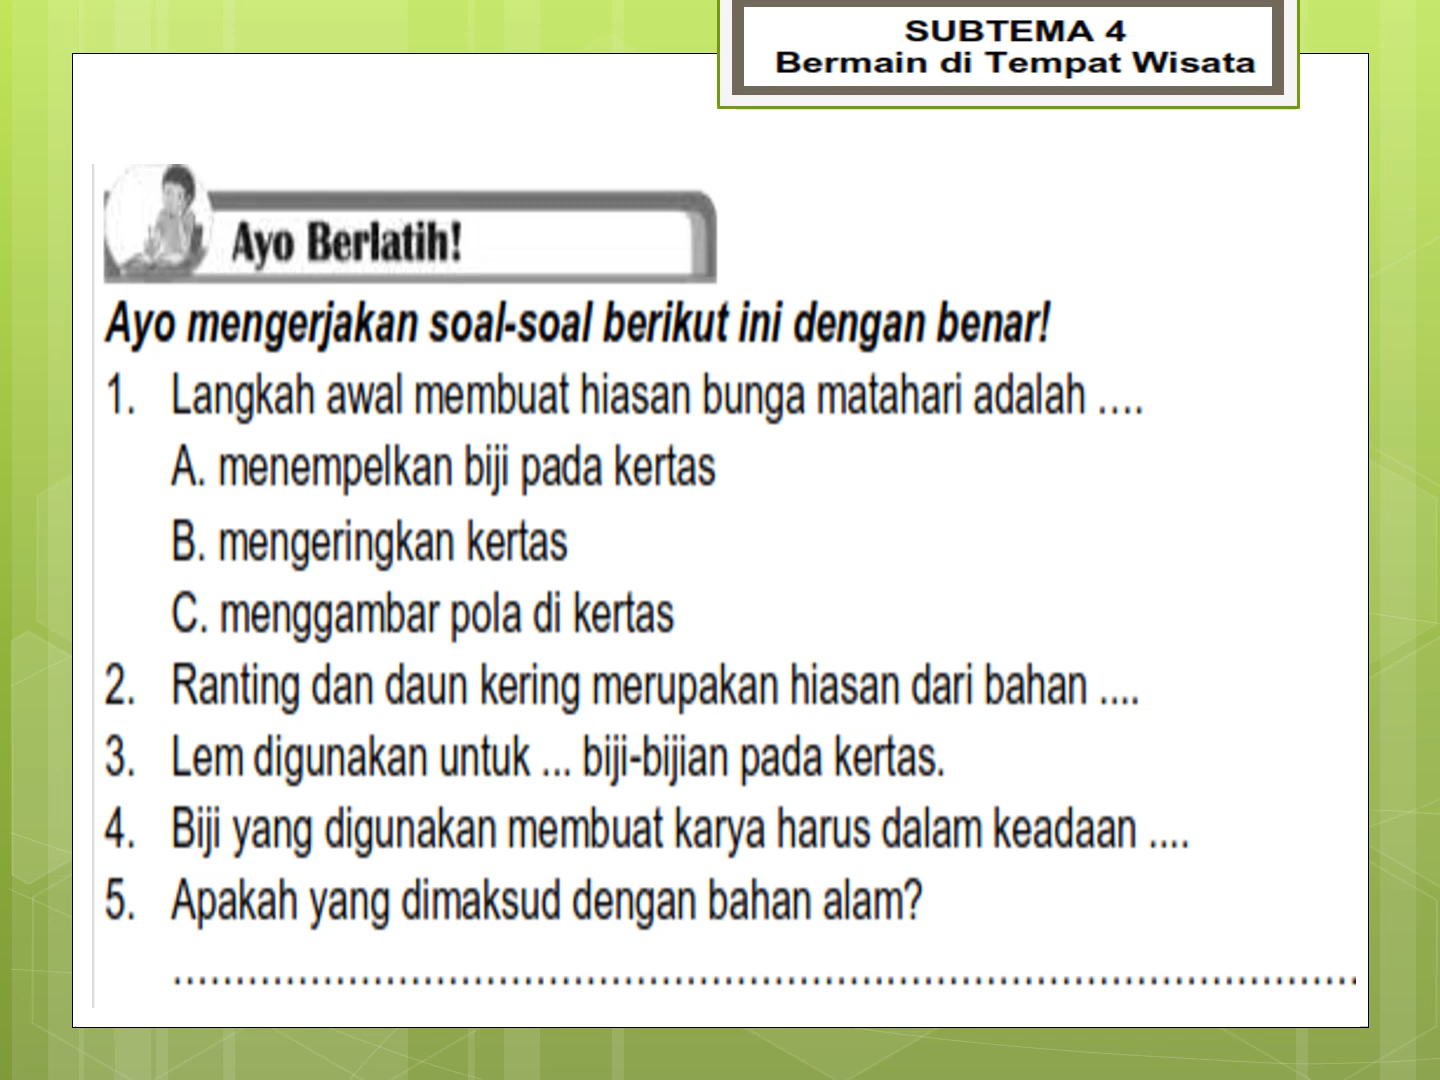 SUBTEMA 4
Bermain di Tempat Wisata
Ayo Berlatih!
Ayo mengerjakan soal-soal berikut ini dengan benar!
1. Langkah awal membuat hiasan bunga matahari adalah ....
A. menempelkan biji pada kertas
B. mengeringkan kertas
C. menggambar pola di kertas
2. Ranting dan daun kering merupakan hiasan dari bahan ....
3. Lem digunakan untuk ... biji-bijian pada kertas.
4. Biji yang digunakan membuat karya harus dalam keadaan ....
5. Apakah yang dimaksud dengan bahan alam?
............................................................................................